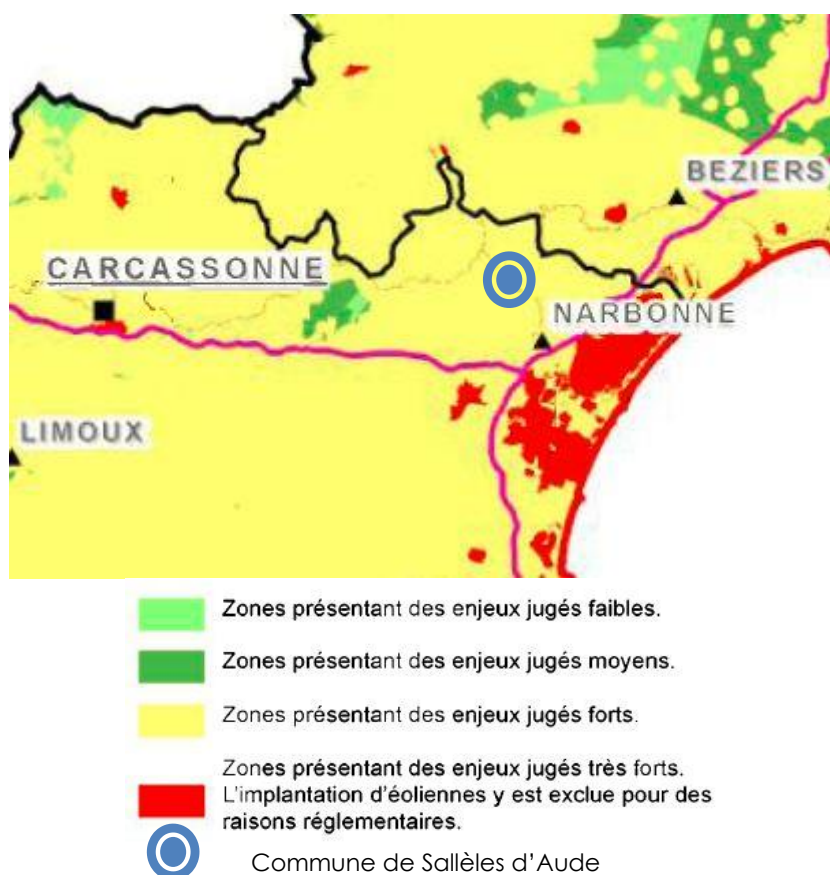 BEZIERS
CARCASSONNE
NARBONNE
LIMOUX
Zones présentant des enjeux jugés faibles.
Zones présentant des enjeux jugés moyens.
Zones présentant des enjeux jugés forts.
Zones présentant des enjeux jugés très forts.
L'implantation d'éoliennes y est exclue pour des
raisons réglementaires.
Commune de Sallèles d'Aude